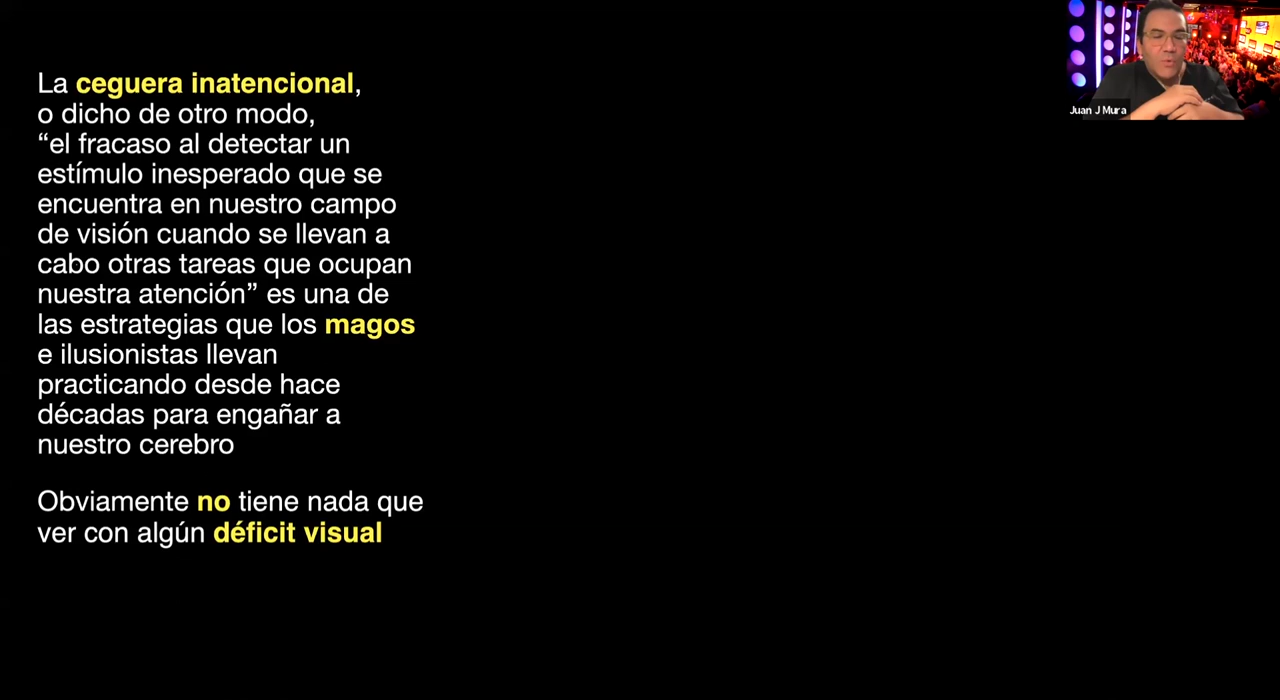 La ceguera inatencional,
o dicho de otro modo,
“el fracaso al detectar un
estímulo inesperado que se
encuentra en nuestro campo
de visión cuando se llevan a
cabo otras tareas que ocupan
nuestra atención” es una de
las estrategias que los magos
e ilusionistas llevan
practicando desde hace
décadas para engañar a
nuestro cerebro
Obviamente no tiene nada que
ver con algún déficit visual
Juan J Mura